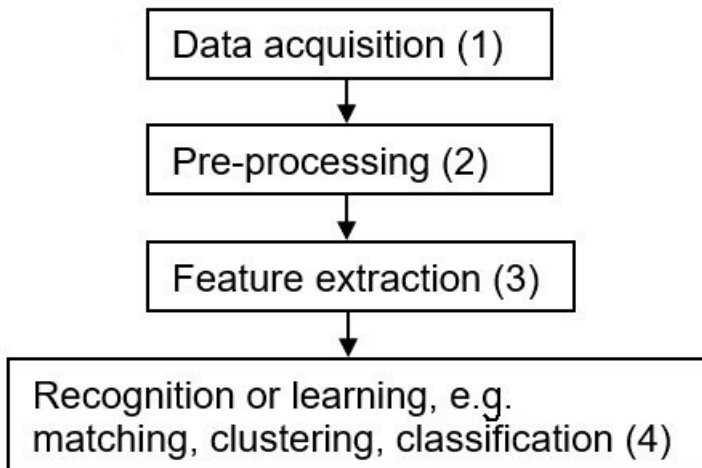 Data acquisition (1)
Pre-processing (2)
Feature extraction (3)
Recognition or learning, e.g.
matching, clustering, classification (4)